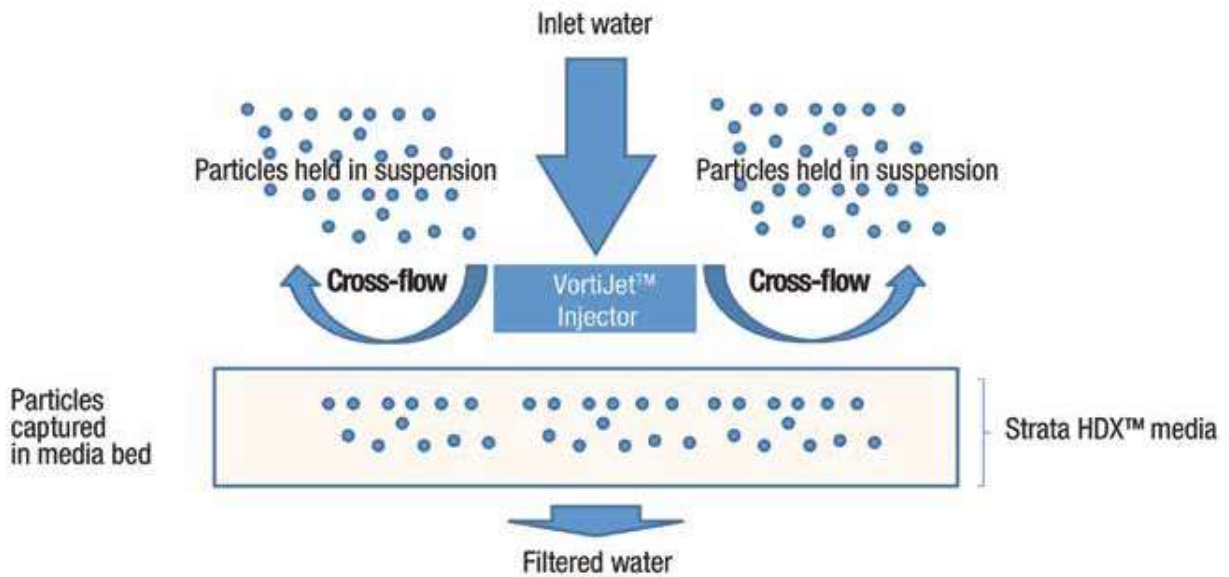 Inlet water
Particles held in suspension
Particles held in suspension
Cross-flow
VortiJet™
Injector
Cross-flow
Particles
captured
in media bed
Strata HDX™ media
Filtered water